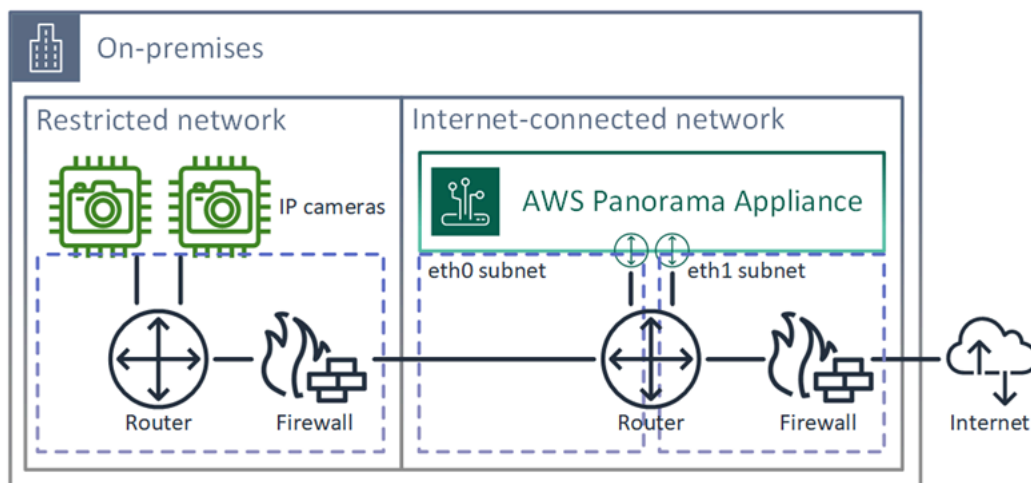 On-premises
Restricted network
Internet-connected network
IP cameras
AWS Panorama Appliance
eth0 subnet
eth1 subnet
Router
Firewall
Router
Firewall
Internet